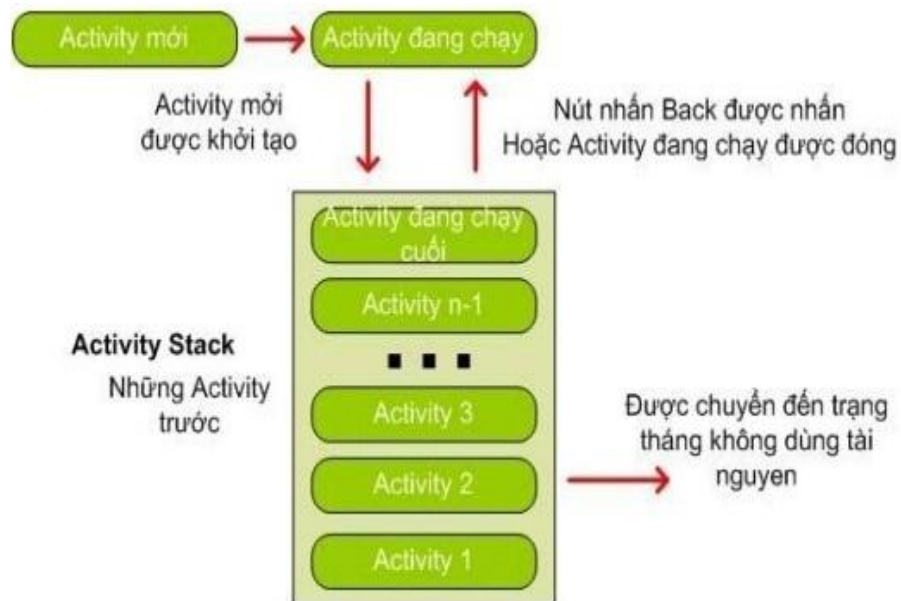 Activity mới
Activity đang chạy
Activity mởi
được khởi tạo
Nút nhấn Back được nhấn
Hoặc Activity đang chạy được đóng
Activity đang chạy
cuối
Activity n-1
Activity Stack
Những Activity
trước
Activity 3
Activity 2
Activity 1
Được chuyển đến trạng
tháng không dùng tài
nguyen